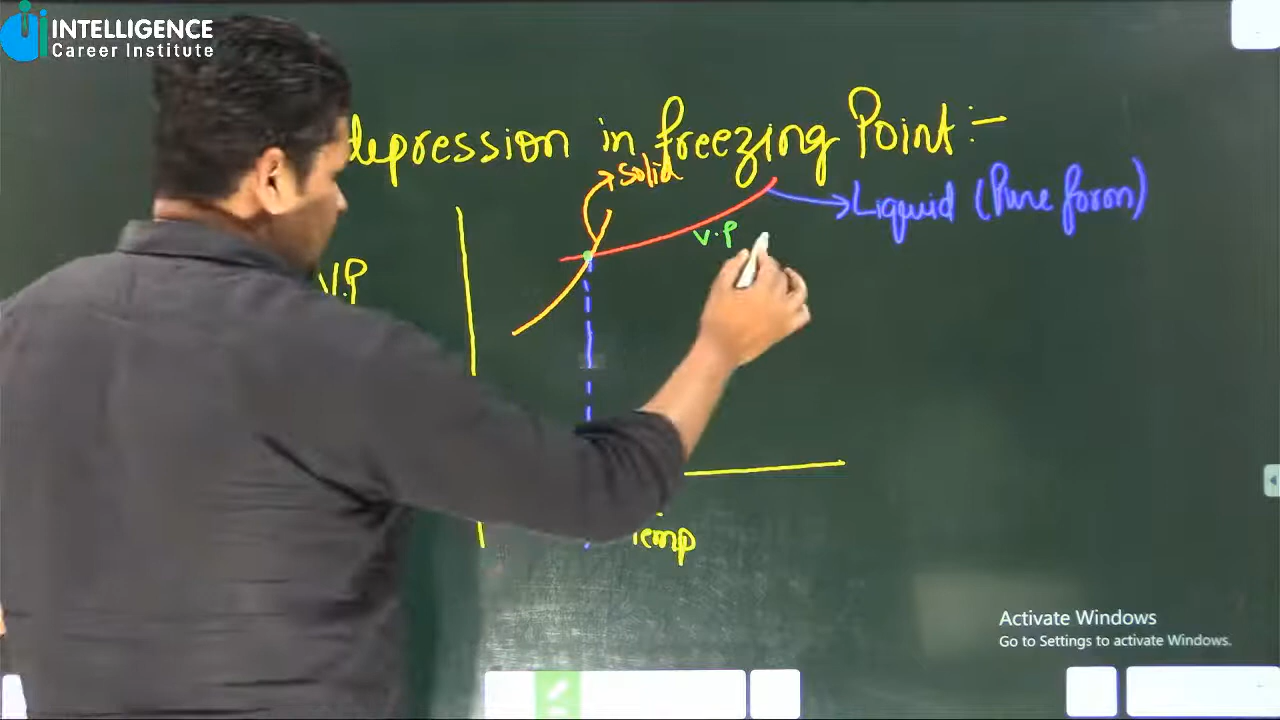 INTELLIGENCE
Career Institute
depression in freezing Point :-
solid
Liquid (Pure form)
V.P
V.P
Temp
Activate Windows
Go to Settings to activate Windows.